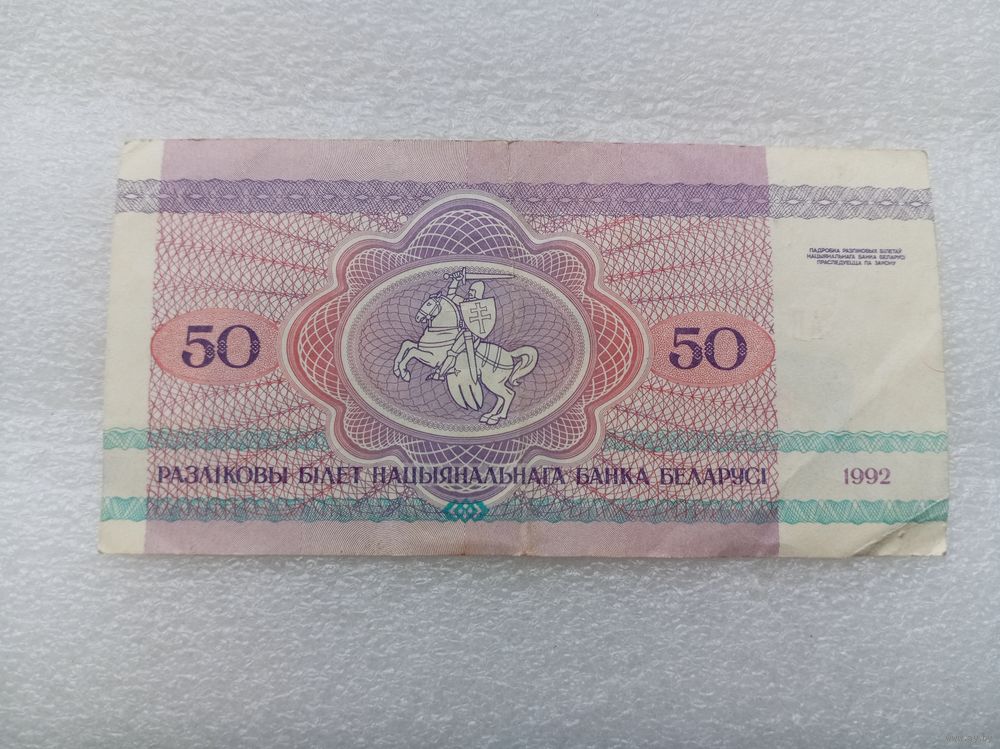 ПАДРОБКА РАЗЛІКОВЫХ БІЛЕТАЎ
НАЦЫЯНАЛЬНАГА БАНКА БЕЛАРУСІ
ПРАСЛЕДУЕЦЦА ПА ЗАКОНУ
50 50
РАЗЛІКОВЫ БІЛЕТ НАЦЫЯНАЛЬНАГА БАНКА БЕЛАРУСІ 1992